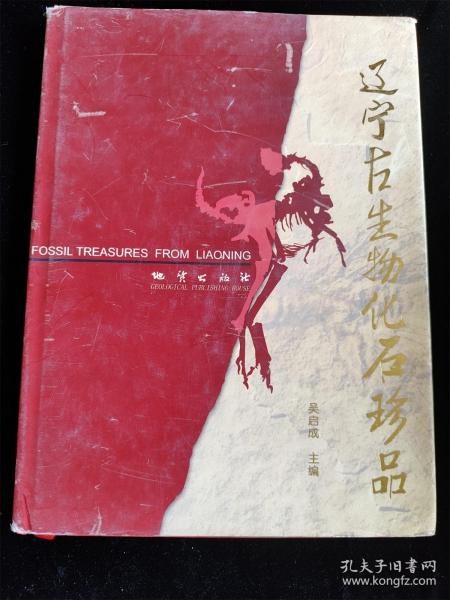 辽宁古生物化石珍品
FOSSIL TREASURES FROM LIAONING
地质出版社
GEOLOGICAL PUBLISHING HOUSE
吴启成 主编
孔夫子旧书网
www.kongfz.com